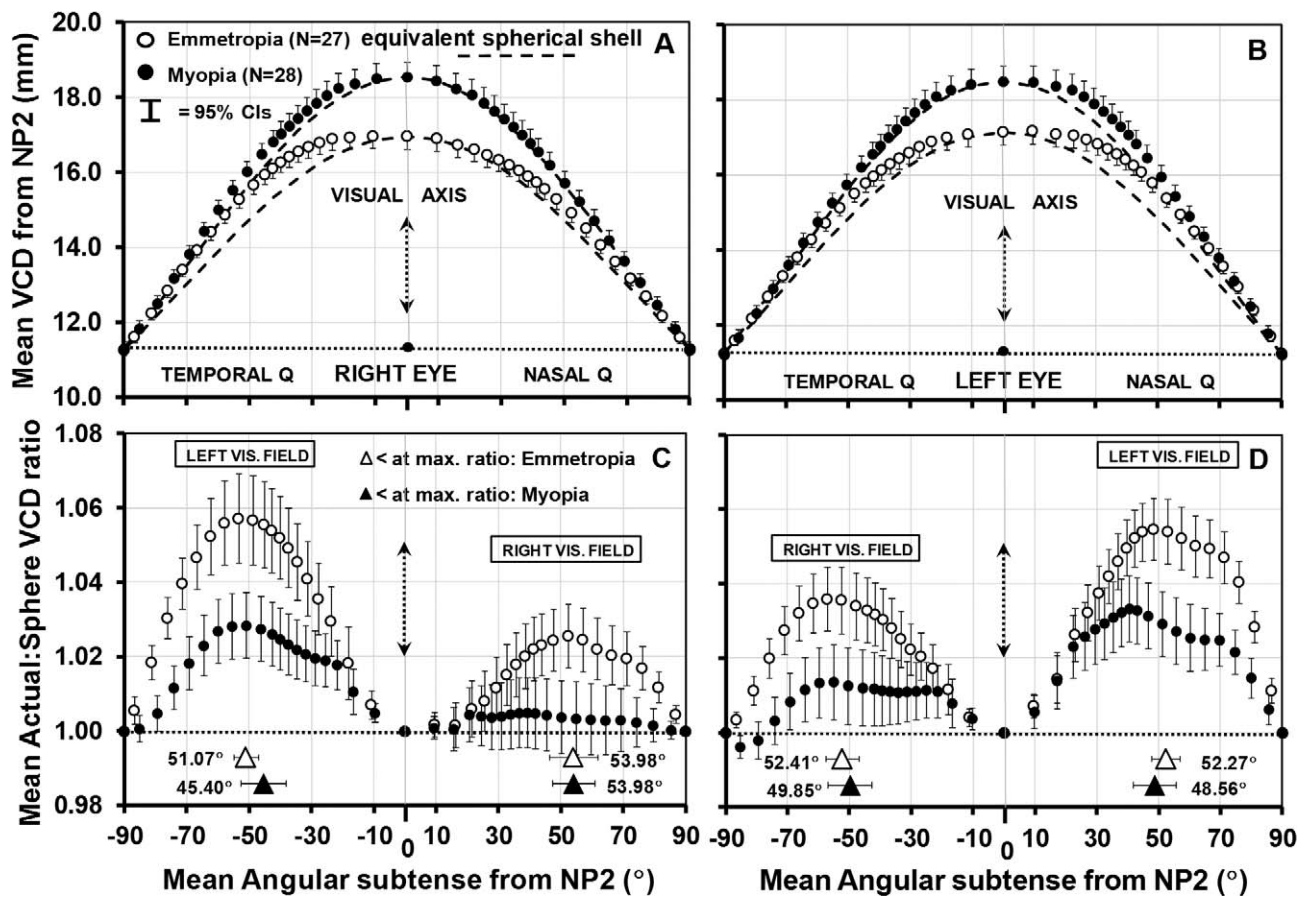 Mean VCD from NP2 (mm)
20.0
18.0
16.0
14.0
12.0
10.0
Emmetropia (N=27) equivalent spherical shell
Myopia (N=28)
= 95% CIs
A
VISUAL AXIS
TEMPORAL Q RIGHT EYE NASAL Q
B
VISUAL AXIS
TEMPORAL Q LEFT EYE NASAL Q
Mean Actual:Sphere VCD ratio
1.08
1.06
1.04
1.02
1.00
0.98
LEFT VIS. FIELD
< at max. ratio: Emmetropia
< at max. ratio: Myopia
C
RIGHT VIS. FIELD
51.07° 53.98°
45.40° 53.98°
-90 -70 -50 -30 -10 0 10 30 50 70 90
Mean Angular subtense from NP2 (°)
LEFT VIS. FIELD
D
RIGHT VIS. FIELD
52.41° 52.27°
49.85° 48.56°
-90 -70 -50 -30 -10 0 10 30 50 70 90
Mean Angular subtense from NP2 (°)